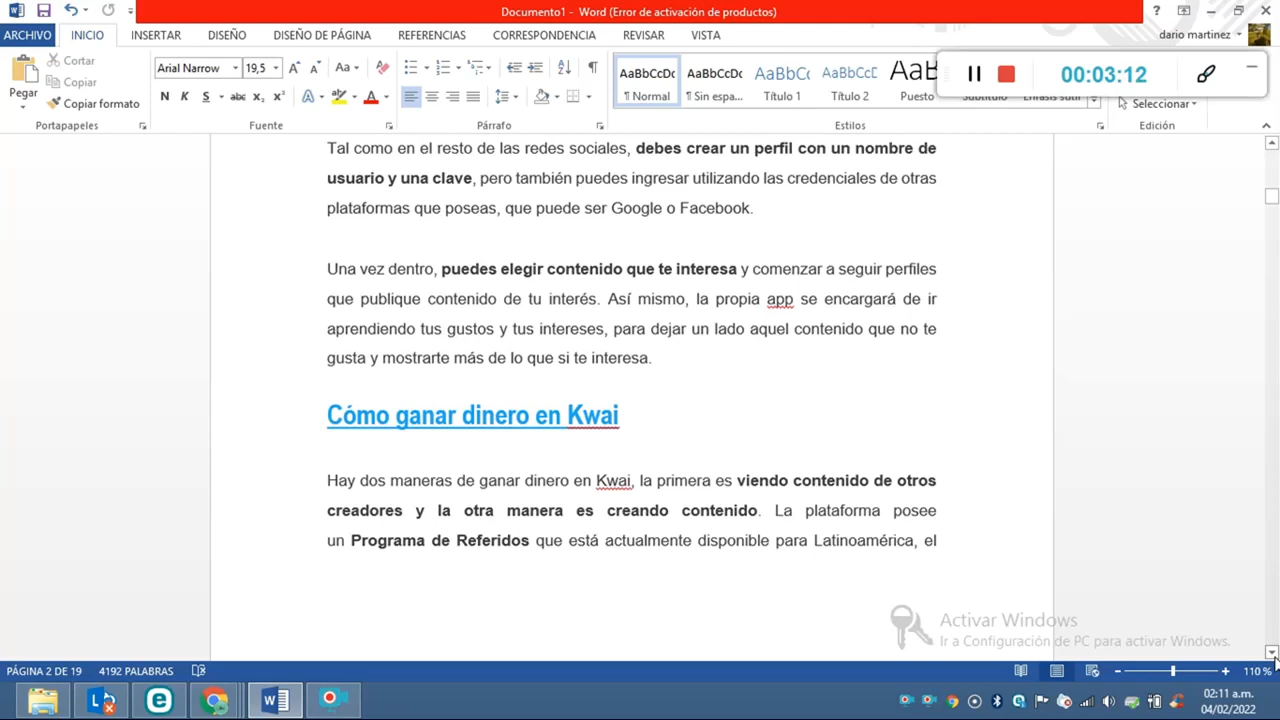 Documento1 - Word (Error de activación de productos)
ARCHIVO INICIO INSERTAR DISEÑO DISEÑO DE PÁGINA REFERENCIAS CORRESPONDENCIA REVISAR VISTA dario martinez
Pegar
Cortar
Copiar
Copiar formato
Portapapeles
Arial Narrow 19,5
Aa
N K S abc x₂ x²
A A
Fuente
Párrafo
AaBbCcDc AaBbCcDc AaBbCc AaBbCcD AaB
¶ Normal ¶ Sin espa... Título 1 Título 2 Puesto Subtítulo Énfasis sutil
Estilos
00:03:12
Seleccionar
Edición
Tal como en el resto de las redes sociales, debes crear un perfil con un nombre de
usuario y una clave, pero también puedes ingresar utilizando las credenciales de otras
plataformas que poseas, que puede ser Google o Facebook.
Una vez dentro, puedes elegir contenido que te interesa y comenzar a seguir perfiles
que publique contenido de tu interés. Así mismo, la propia app se encargará de ir
aprendiendo tus gustos y tus intereses, para dejar un lado aquel contenido que no te
gusta y mostrarte más de lo que si te interesa.
Cómo ganar dinero en Kwai
Hay dos maneras de ganar dinero en Kwai, la primera es viendo contenido de otros
creadores y la otra manera es creando contenido. La plataforma posee
un Programa de Referidos que está actualmente disponible para Latinoamérica, el
Activar Windows
Ir a Configuración de PC para activar Windows.
PÁGINA 2 DE 19 4192 PALABRAS 110 %
02:11 a.m.
04/02/2022